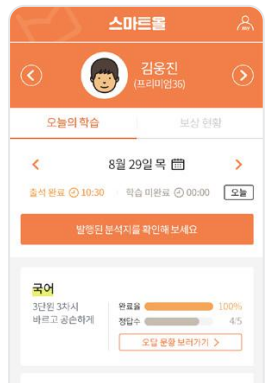 스마트올
김웅진
(프리미엄36)
오늘의 학습
보상 현황
8월 29일 목
출석 완료 10:30 학습 미완료 00:00 오늘
발행된 분석지를 확인해 보세요
국어
3단원 3차시
바르고 공손하게
완료율 100%
정답수 4/5
오답 문항 보러가기 >